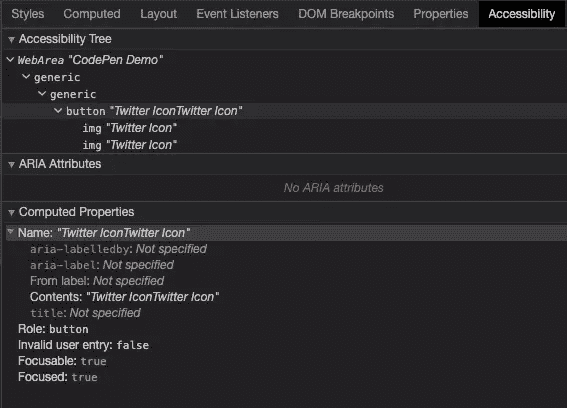 Styles Computed Layout Event Listeners DOM Breakpoints Properties Accessibility
Accessibility Tree
WebArea "CodePen Demo"
generic
generic
button "Twitter IconTwitter Icon"
img "Twitter Icon"
img "Twitter Icon"
ARIA Attributes
No ARIA attributes
Computed Properties
Name: "Twitter IconTwitter Icon"
aria-labelledby: Not specified
aria-label: Not specified
From label: Not specified
Contents: "Twitter IconTwitter Icon"
title: Not specified
Role: button
Invalid user entry: false
Focusable: true
Focused: true